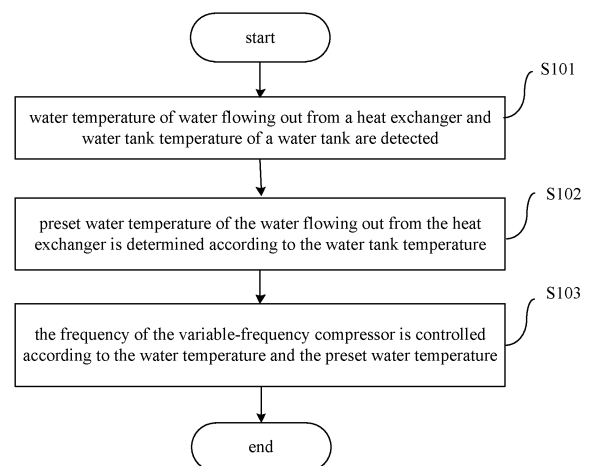 start
S101
water temperature of water flowing out from a heat exchanger and
water tank temperature of a water tank are detected
S102
preset water temperature of the water flowing out from the heat
exchanger is determined according to the water tank temperature
S103
the frequency of the variable-frequency compressor is controlled
according to the water temperature and the preset water temperature
end